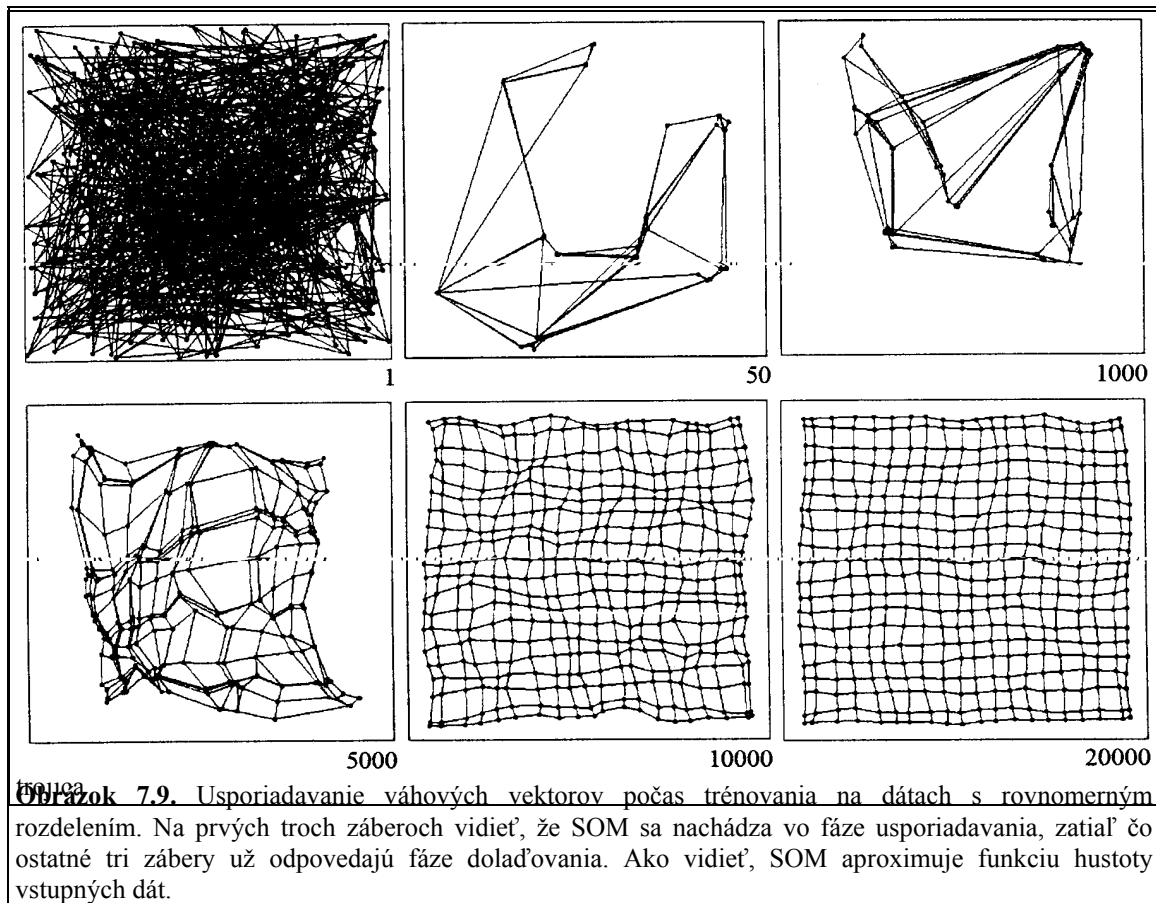 1
50
1000
5000
10000
20000
Obrázok 7.9. Usporiadavanie váhových vektorov počas trénovania na dátach s rovnomerným
rozdelením. Na prvých troch záberoch vidieť, že SOM sa nachádza vo fáze usporiadavania, zatiaľ čo
ostatné tri zábery už odpovedajú fáze dolaďovania. Ako vidieť, SOM aproximuje funkciu hustoty
vstupných dát.